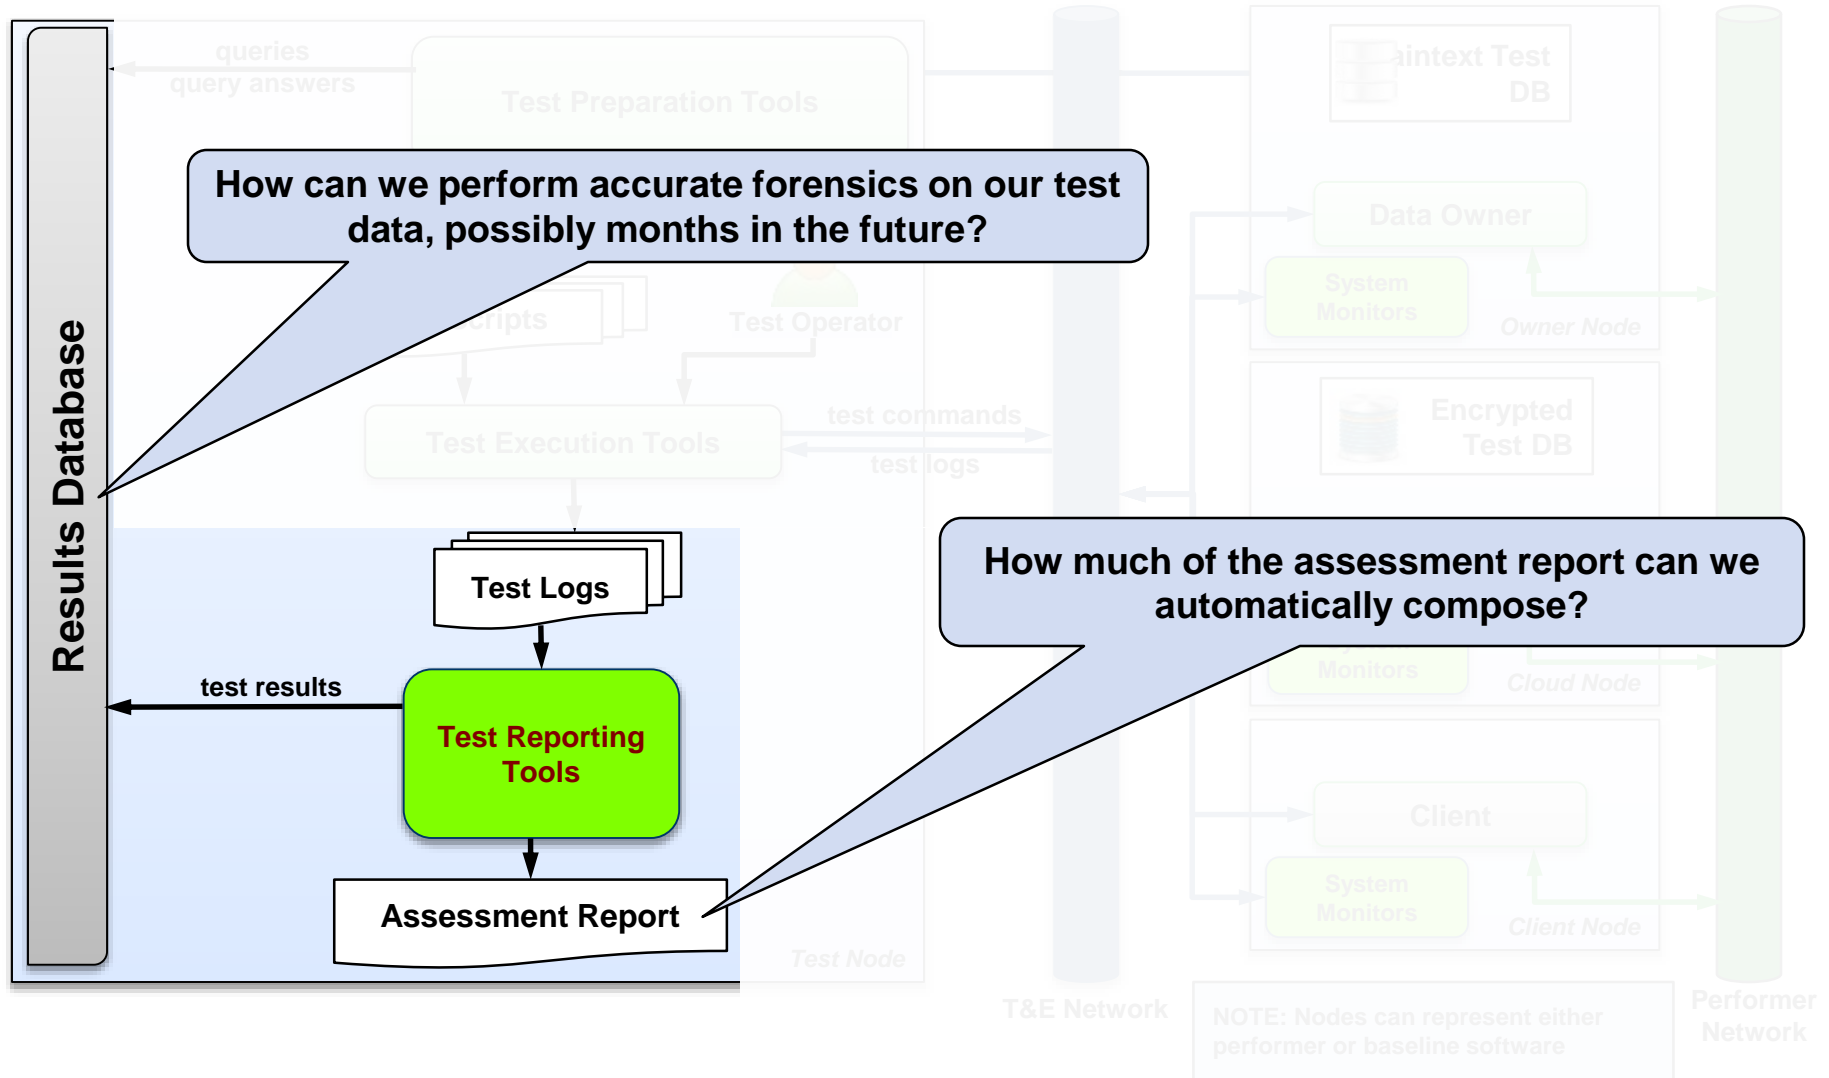 queries
query answers
Test Preparation Tools
How can we perform accurate forensics on our test
data, possibly months in the future?
Test Operator
Test Execution Tools
test commands
test logs
Results Database
Test Logs
test results
Test Reporting
Tools
Assessment Report
Test Node
T&E Network
DB
Data Owner
System
Monitors
Owner Node
Encrypted
Test DB
How much of the assessment report can we
automatically compose?
Monitors
Cloud Node
Client
System
Monitors
Client Node
Performer
Network
NOTE: Nodes can represent either
performer or baseline software